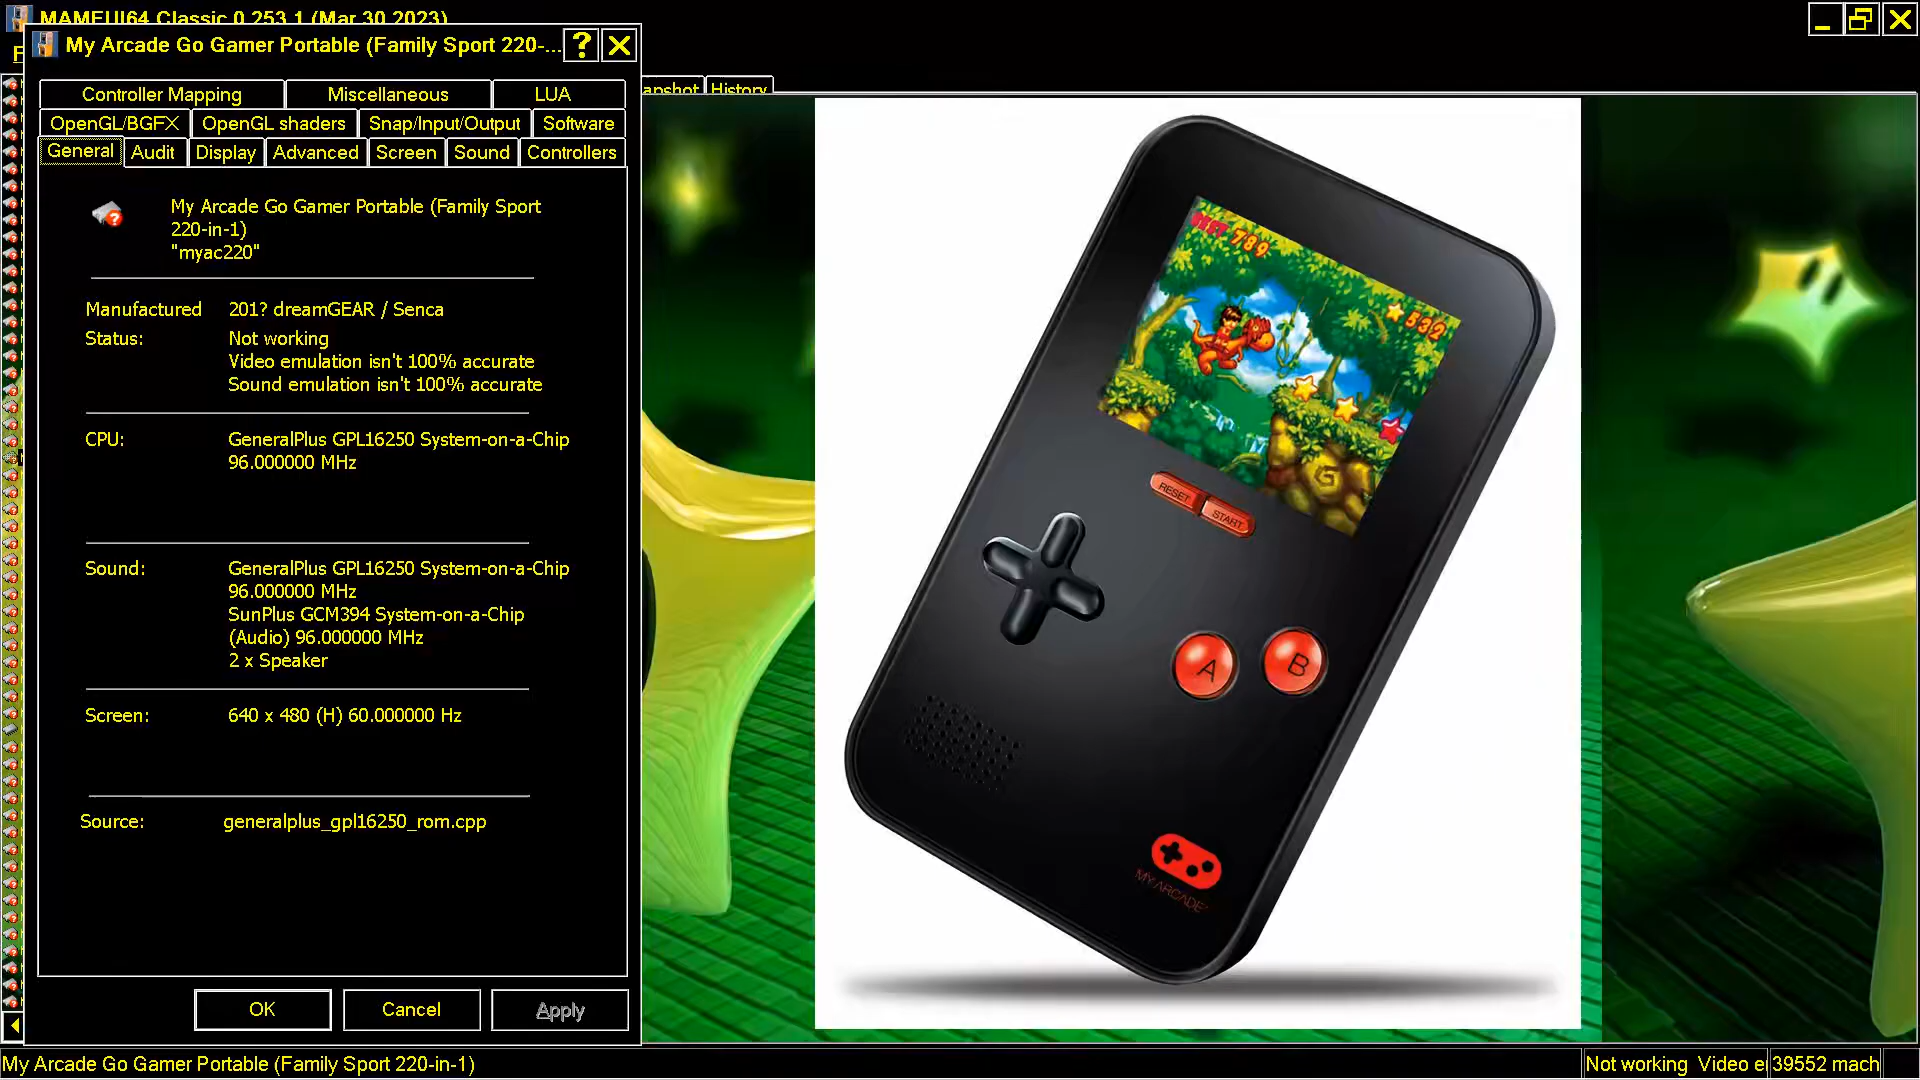 MAMEUI64 Classic 0.253.1 (Mar 30 2023)
My Arcade Go Gamer Portable (Family Sport 220-...
F
Controller Mapping Miscellaneous LUA
OpenGL/BGFX OpenGL shaders Snap/Input/Output Software
General Audit Display Advanced Screen Sound Controllers
apshot History
My Arcade Go Gamer Portable (Family Sport
220-in-1)
"myac220"
Manufactured 201? dreamGEAR / Senca
Status: Not working
Video emulation isn't 100% accurate
Sound emulation isn't 100% accurate
CPU: GeneralPlus GPL16250 System-on-a-Chip
96.000000 MHz
Sound: GeneralPlus GPL16250 System-on-a-Chip
96.000000 MHz
SunPlus GCM394 System-on-a-Chip
(Audio) 96.000000 MHz
2 x Speaker
Screen: 640 x 480 (H) 60.000000 Hz
Source: generalplus_gpl16250_rom.cpp
OK Cancel Apply
BEST 789
532
RESET START
A B
MY ARCADE
My Arcade Go Gamer Portable (Family Sport 220-in-1)
Not working Video e 39552 mach